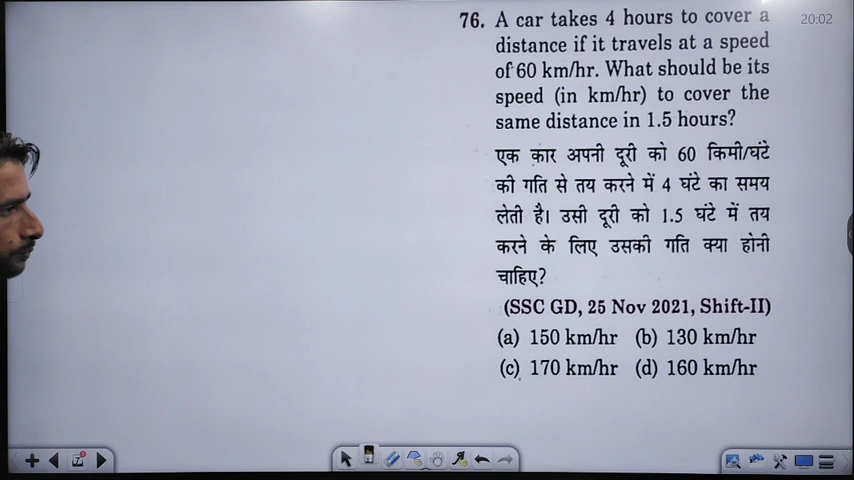 20:02
76. A car takes 4 hours to cover a
distance if it travels at a speed
of 60 km/hr. What should be its
speed (in km/hr) to cover the
same distance in 1.5 hours?
एक कार अपनी दूरी को 60 किमी/घंटे
की गति से तय करने में 4 घंटे का समय
लेती है। उसी दूरी को 1.5 घंटे में तय
करने के लिए उसकी गति क्या होनी
चाहिए?
(SSC GD, 25 Nov 2021, Shift-II)
(a) 150 km/hr (b) 130 km/hr
(c) 170 km/hr (d) 160 km/hr